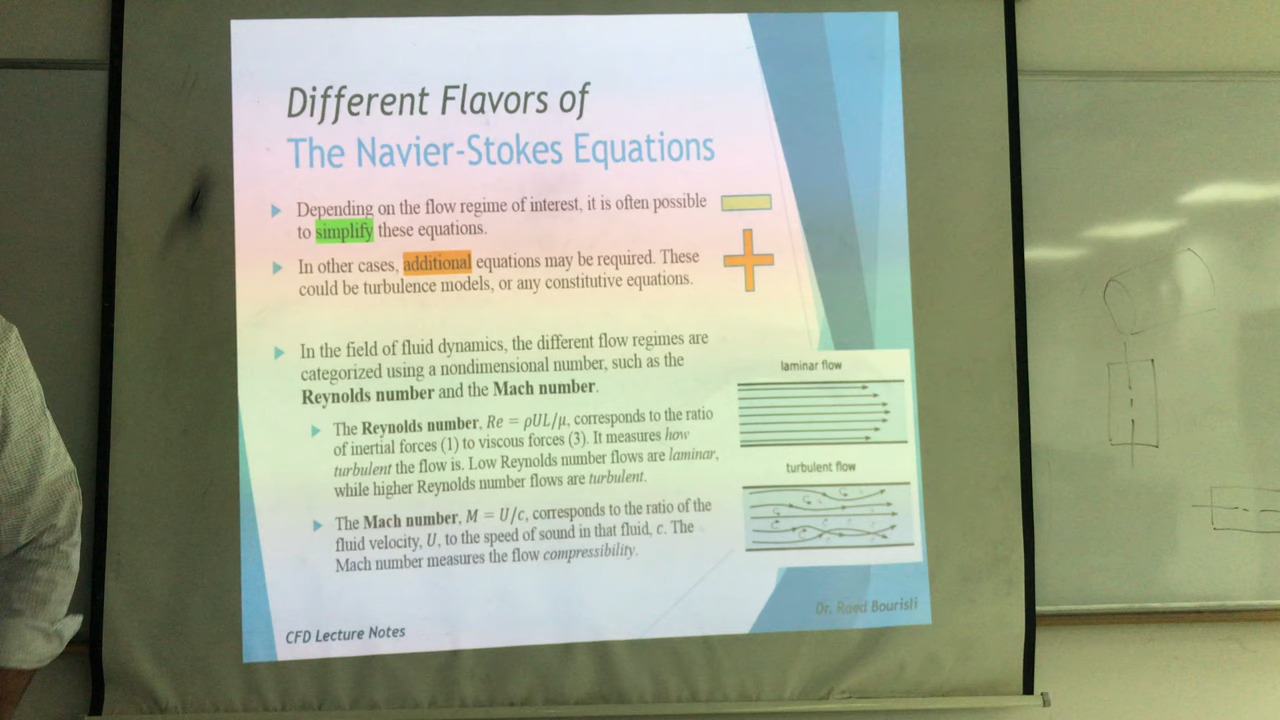 Different Flavors of
The Navier-Stokes Equations
Depending on the flow regime of interest, it is often possible
to simplify these equations.
In other cases, additional equations may be required. These
could be turbulence models, or any constitutive equations.
In the field of fluid dynamics, the different flow regimes are
categorized using a nondimensional number, such as the
Reynolds number and the Mach number.
The Reynolds number, Re = ρUL/μ, corresponds to the ratio
of inertial forces (1) to viscous forces (3). It measures how
turbulent the flow is. Low Reynolds number flows are laminar,
while higher Reynolds number flows are turbulent.
The Mach number, M = U/c, corresponds to the ratio of the
fluid velocity, U, to the speed of sound in that fluid, c. The
Mach number measures the flow compressibility.
laminar flow
turbulent flow
CFD Lecture Notes
Dr. Raed Bourisli